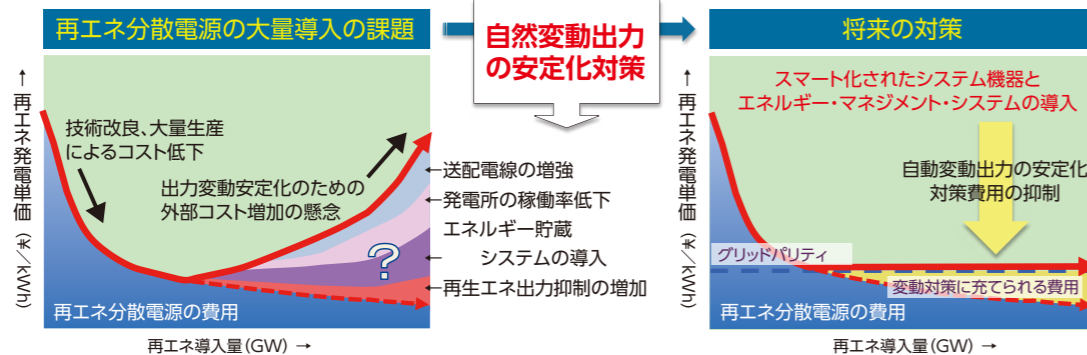 再エネ分散電源の大量導入の課題
自然変動出力
の安定化対策
将来の対策
↑ 再エネ発電単価 (¥/kWh)
技術改良、大量生産
によるコスト低下
出力変動安定化のための
外部コスト増加の懸念
?
←送配電線の増強
←発電所の稼働率低下
エネルギー貯蔵
←システムの導入
←再生エネ出力抑制の増加
再エネ分散電源の費用
再エネ導入量(GW) →
↑ 再エネ発電単価 (¥/kWh)
スマート化されたシステム機器と
エネルギー・マネジメント・システムの導入
自動変動出力の安定化
対策費用の抑制
グリッドパリティ
変動対策に充てられる費用
再エネ分散電源の費用
再エネ導入量(GW) →